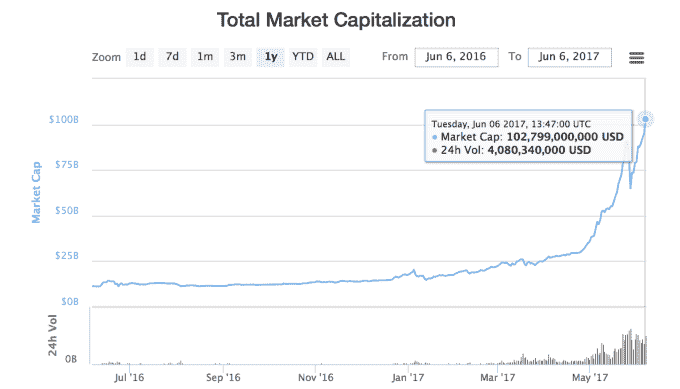 Total Market Capitalization
Zoom 1d 7d 1m 3m 1y YTD ALL From Jun 6, 2016 To Jun 6, 2017
Tuesday, Jun 06 2017, 13:47:00 UTC
● Market Cap: 102,799,000,000 USD
● 24h Vol: 4,080,340,000 USD
Market Cap
$100B
$75B
$50B
$25B
$0B
24h Vol
0B
Jul '16 Sep '16 Nov '16 Jan '17 Mar '17 May '17